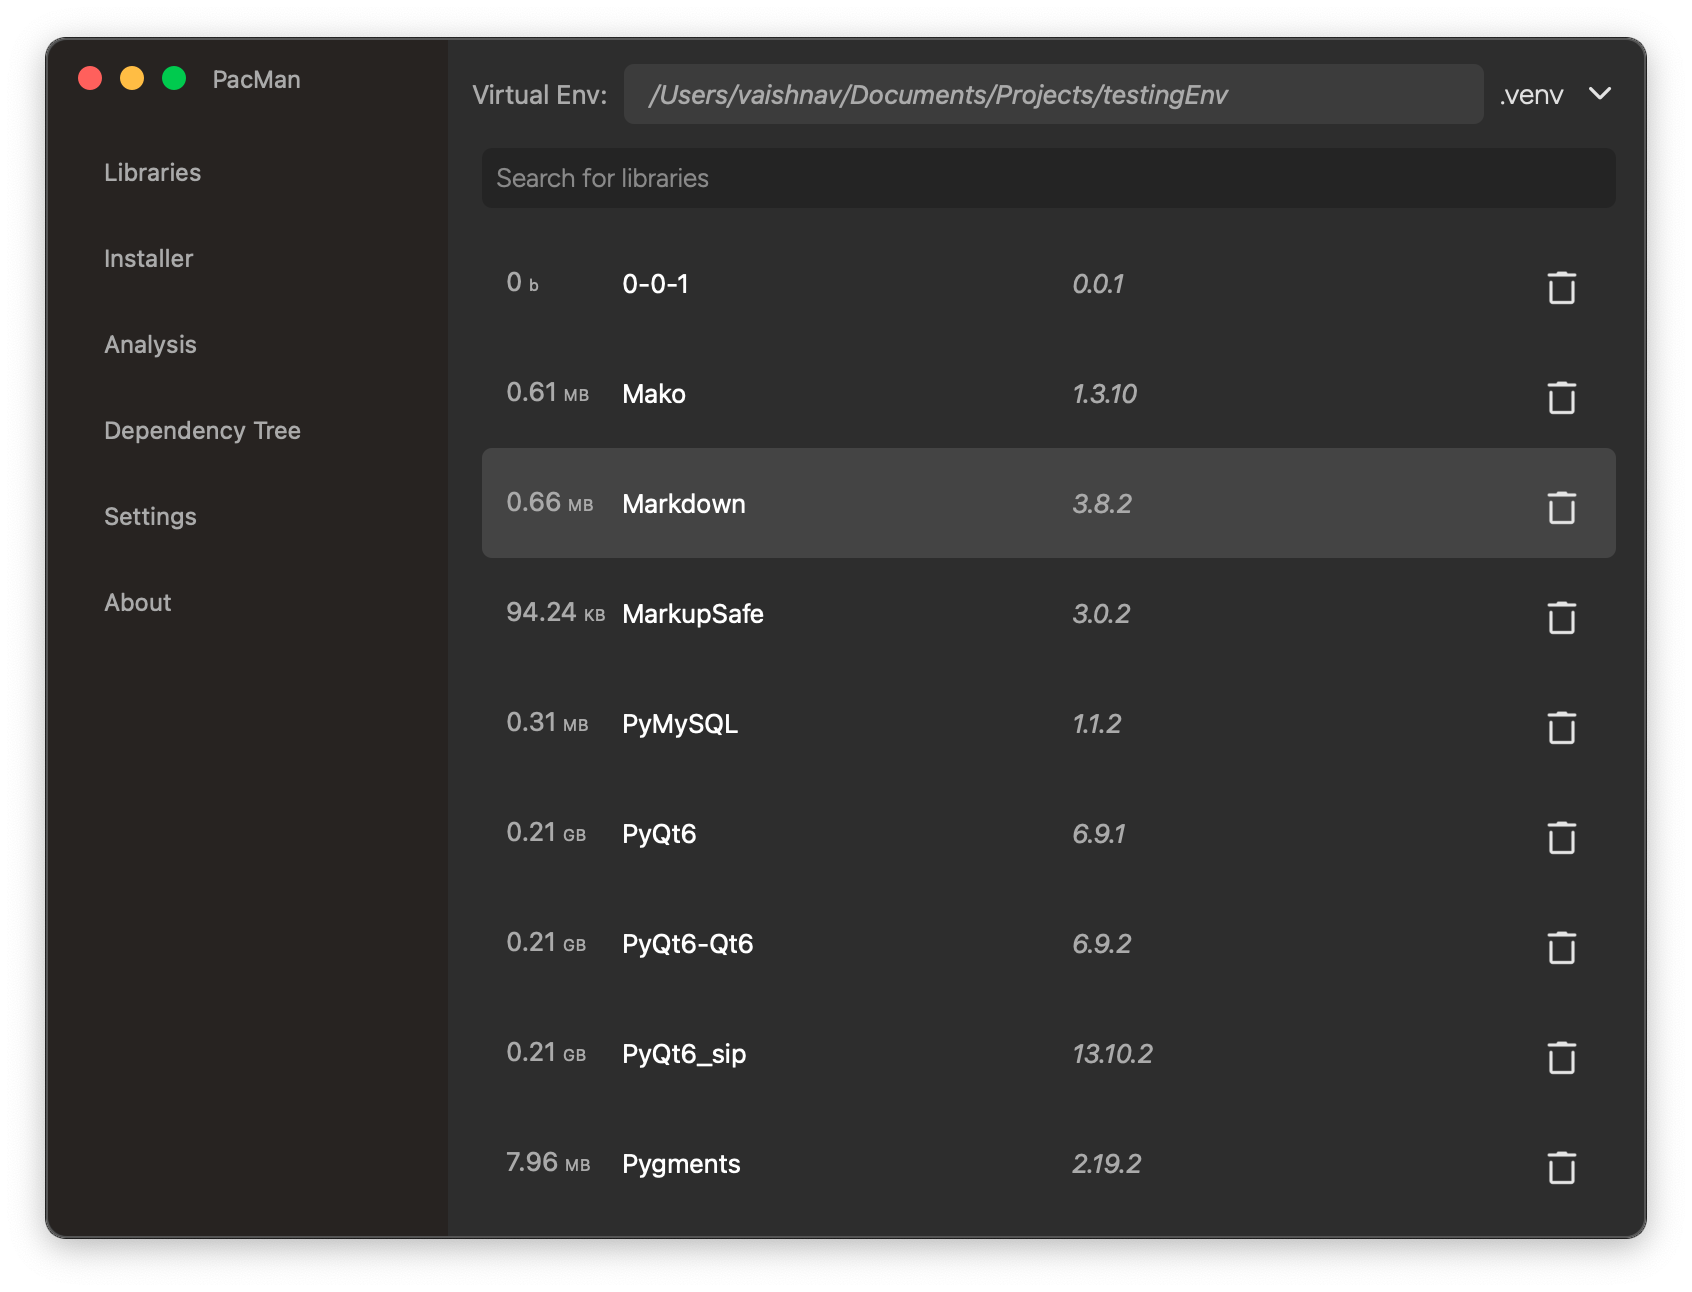 PacMan
Libraries
Installer
Analysis
Dependency Tree
Settings
About
Virtual Env: /Users/vaishnav/Documents/Projects/testingEnv .venv
Search for libraries
0 b 0-0-1 0.0.1
0.61 MB Mako 1.3.10
0.66 MB Markdown 3.8.2
94.24 KB MarkupSafe 3.0.2
0.31 MB PyMySQL 1.1.2
0.21 GB PyQt6 6.9.1
0.21 GB PyQt6-Qt6 6.9.2
0.21 GB PyQt6_sip 13.10.2
7.96 MB Pygments 2.19.2